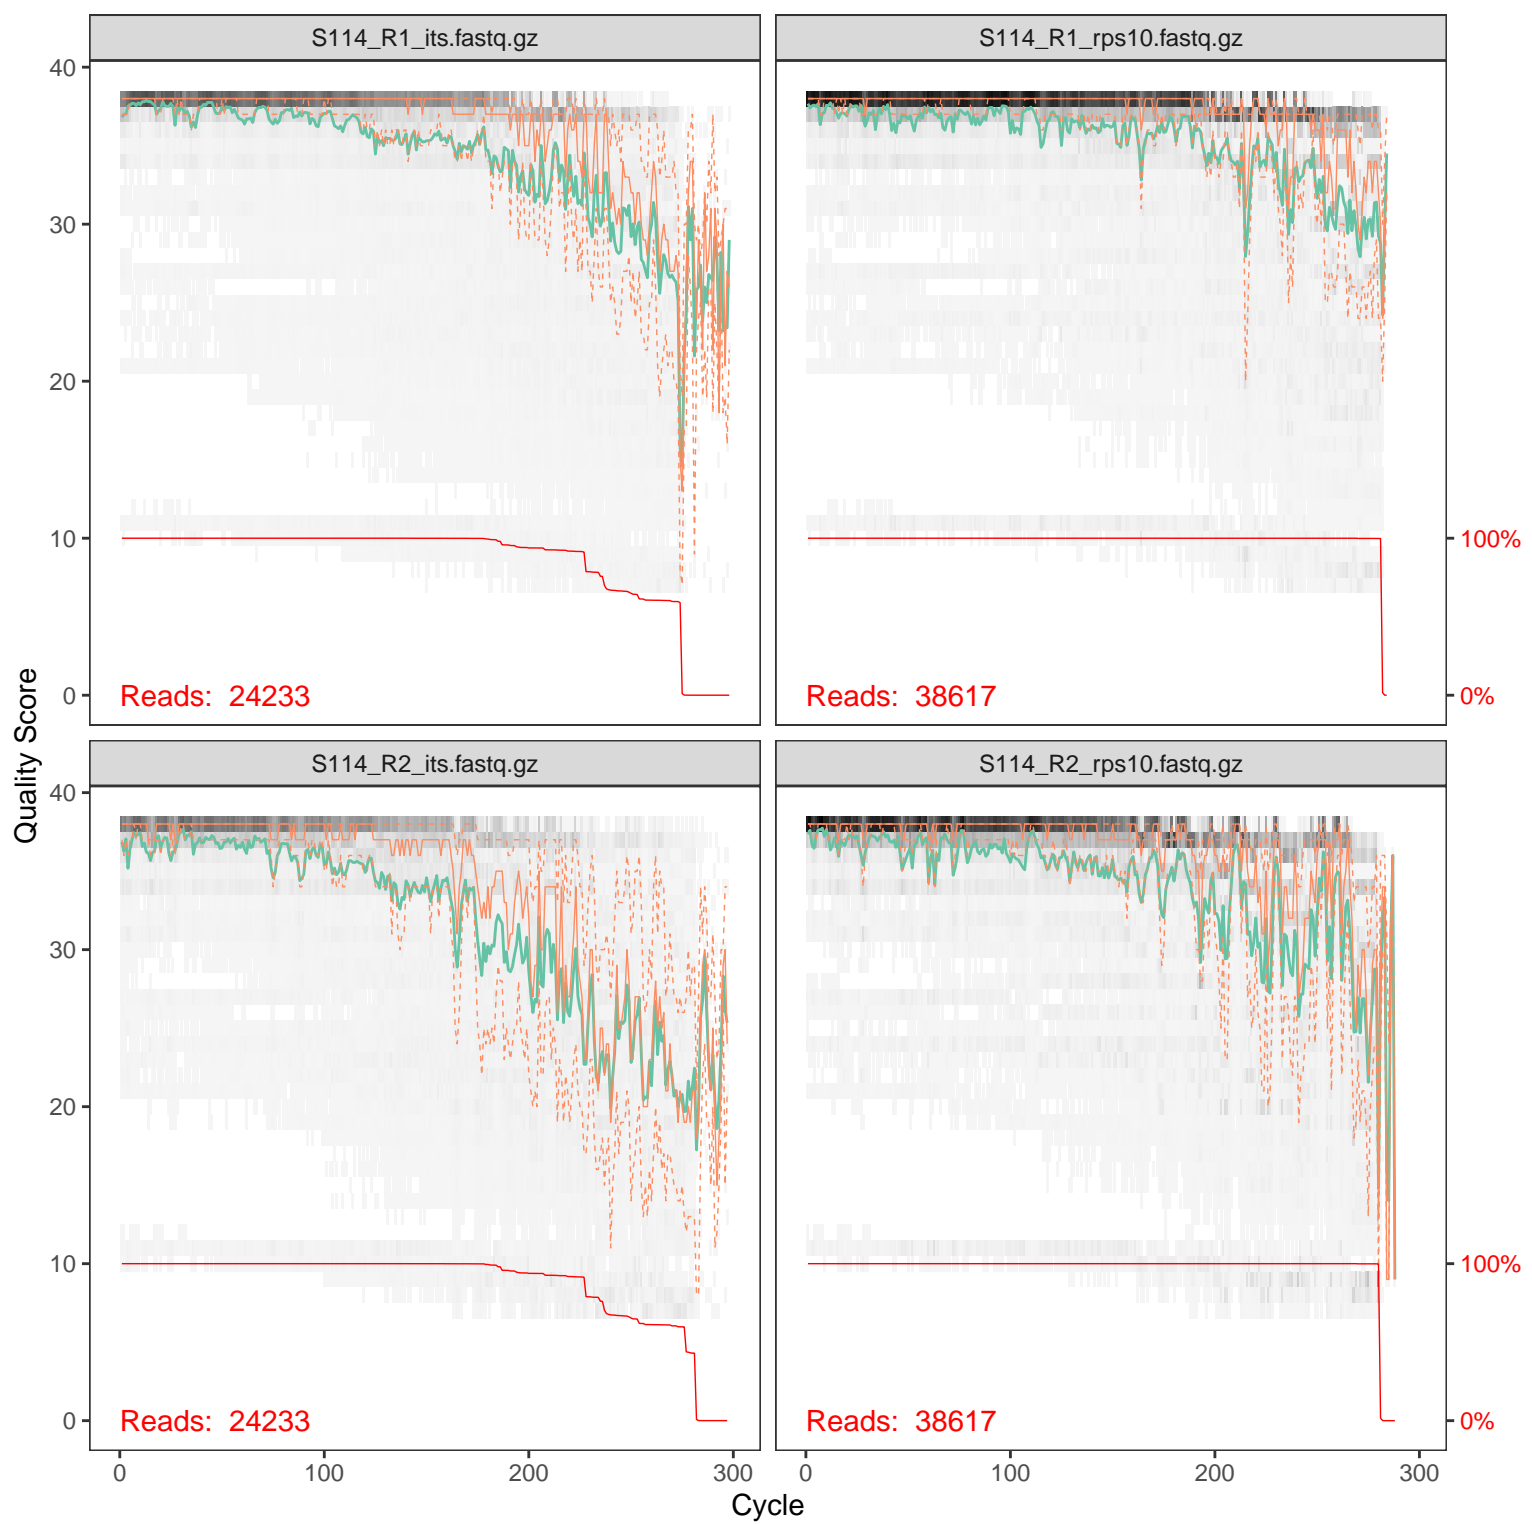 S114_R1_its.fastq.gz
S114_R1_rps10.fastq.gz
40
30
20
10
0
Reads: 24233
Reads: 38617
100%
0%
Quality Score
S114_R2_its.fastq.gz
S114_R2_rps10.fastq.gz
40
30
20
10
0
Reads: 24233
Reads: 38617
100%
0%
0 100 200 300
0 100 200 300
Cycle